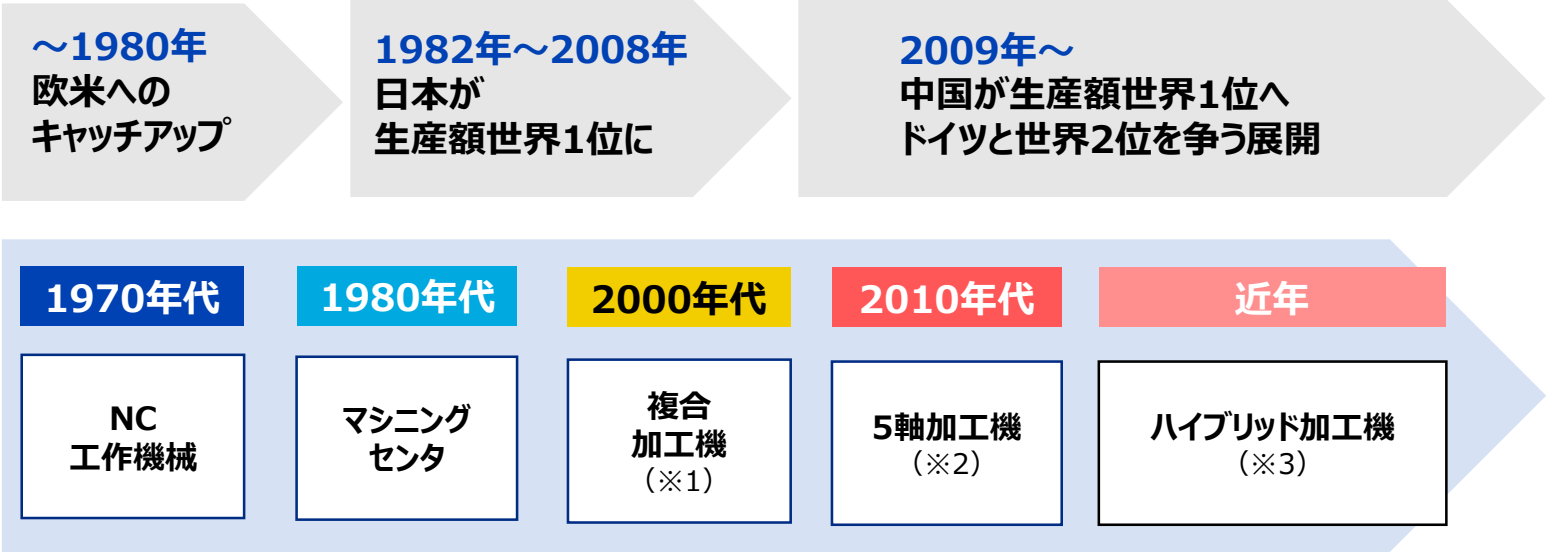 ～1980年
欧米への
キャッチアップ
1982年～2008年
日本が
生産額世界1位に
2009年～
中国が生産額世界1位へ
ドイツと世界2位を争う展開
1970年代
1980年代
2000年代
2010年代
近年
NC
工作機械
マシニング
センタ
複合
加工機
（※1）
5軸加工機
（※2）
ハイブリッド加工機
（※3）